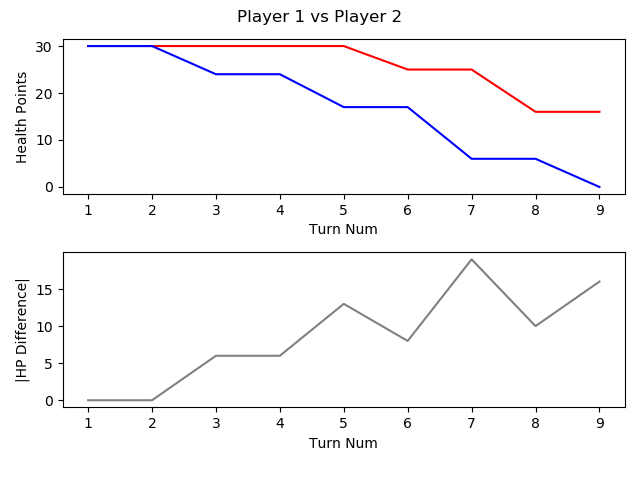 Player 1 vs Player 2
30
20
10
0
Health Points
1 2 3 4 5 6 7 8 9
Turn Num
15
10
5
0
|HP Difference|
1 2 3 4 5 6 7 8 9
Turn Num